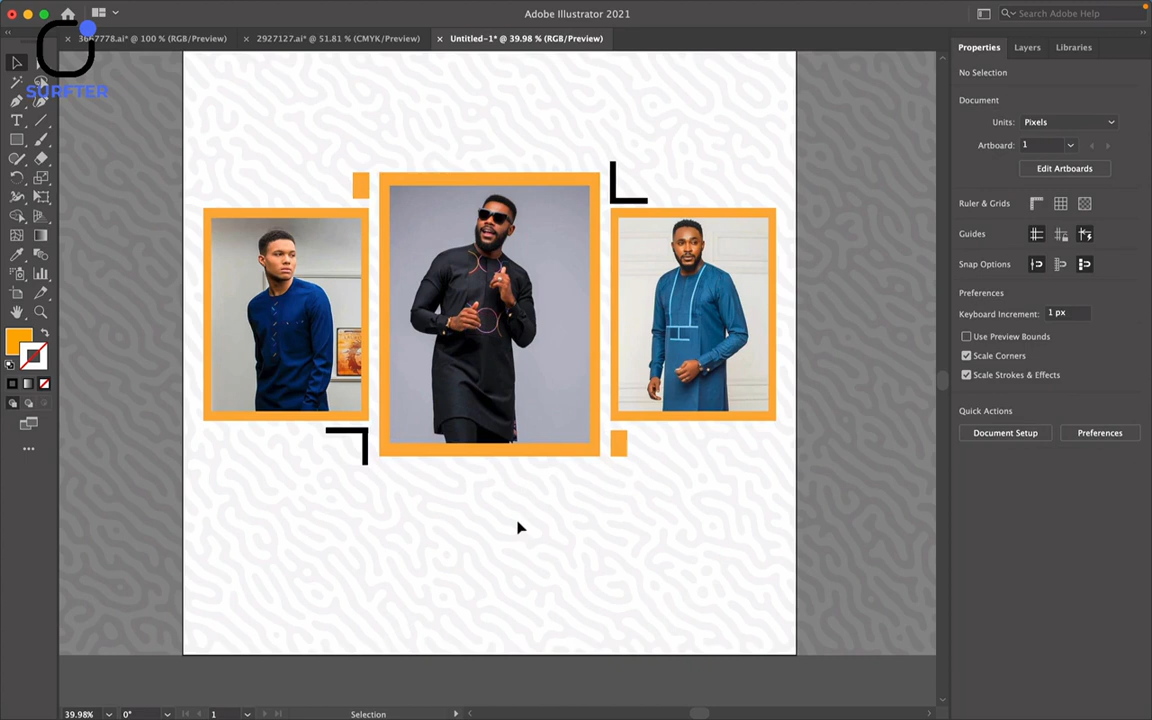 Adobe Illustrator 2021
Search Adobe Help
3667778.ai* @ 100 % (RGB/Preview)
2927127.ai* @ 51.81 % (CMYK/Preview)
Untitled-1* @ 39.98 % (RGB/Preview)
SURFTER
Properties
Layers
Libraries
No Selection
Document
Units:
Pixels
Artboard:
1
Edit Artboards
Ruler & Grids
Guides
Snap Options
Preferences
Keyboard Increment:
1 px
Use Preview Bounds
Scale Corners
Scale Strokes & Effects
Quick Actions
Document Setup
Preferences
39.98%
0°
1
Selection